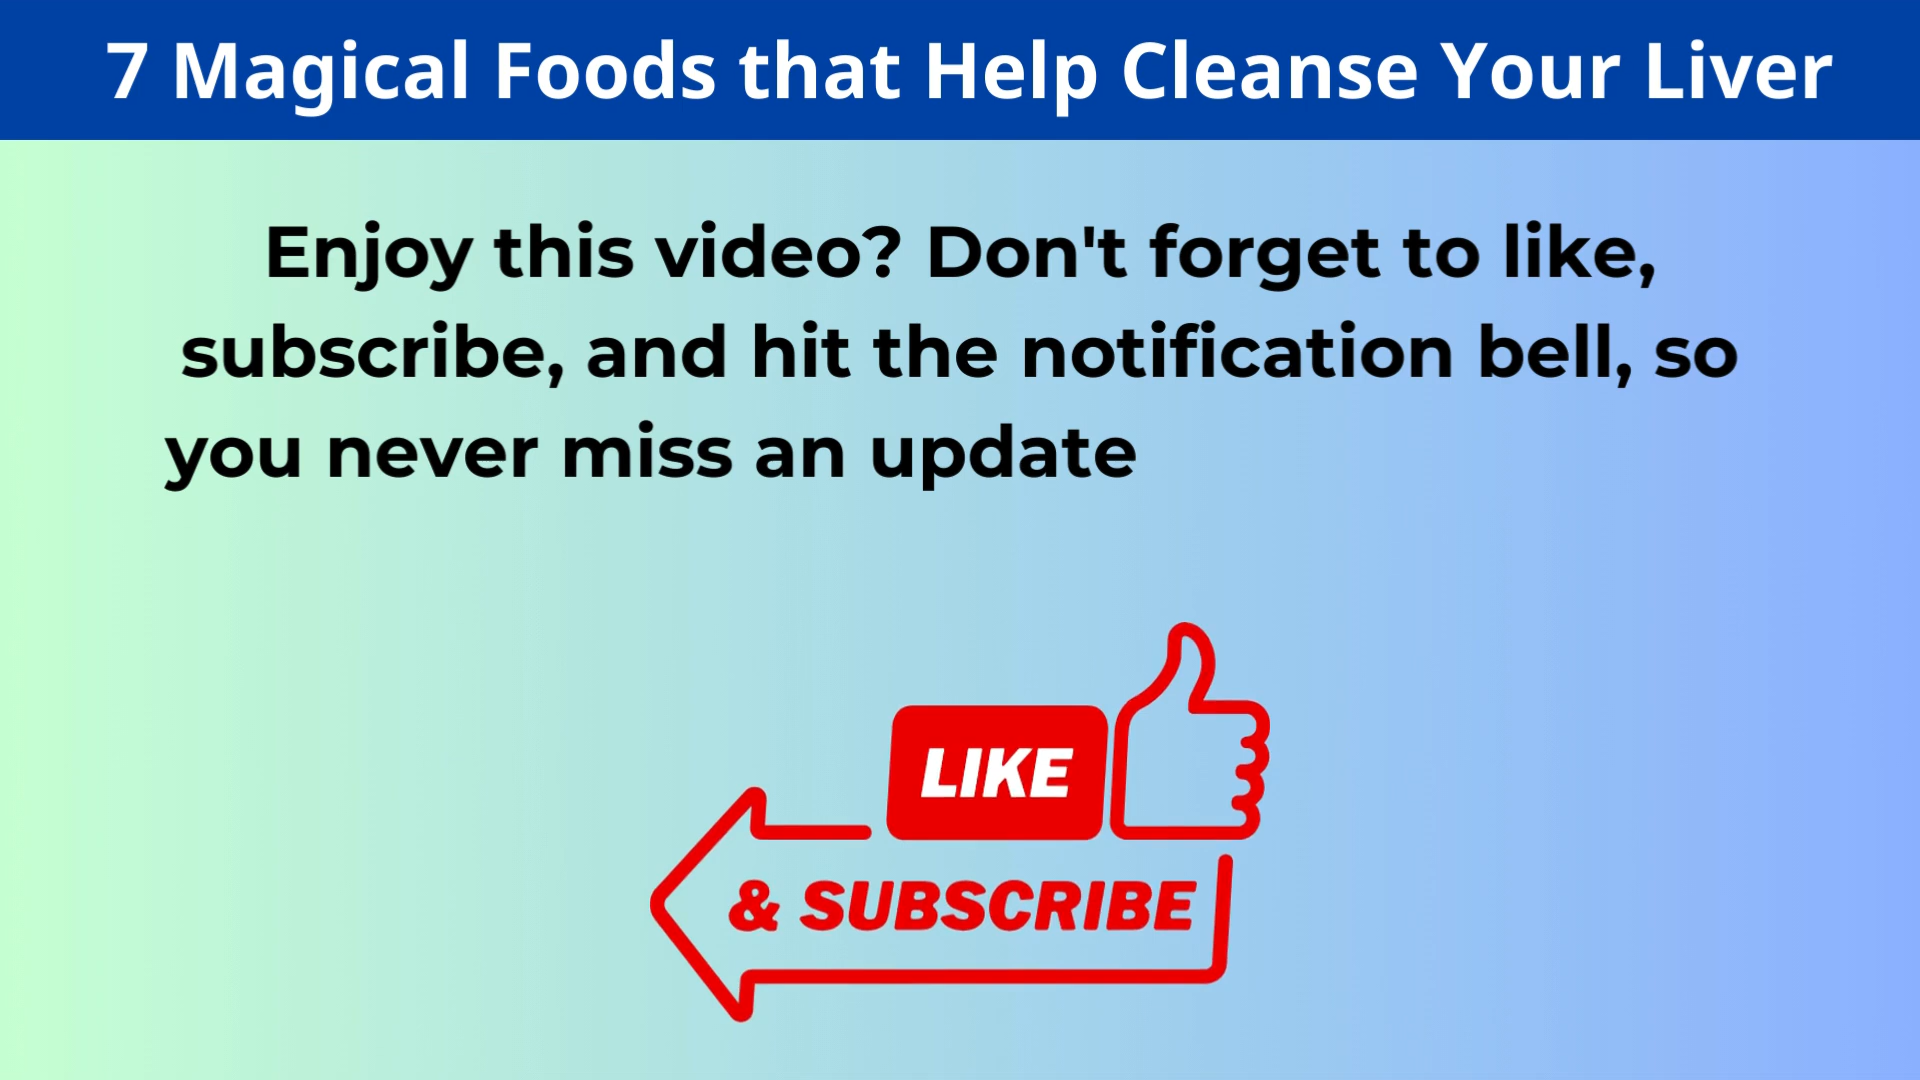 7 Magical Foods that Help Cleanse Your Liver
Enjoy this video? Don't forget to like,
subscribe, and hit the notification bell, so
you never miss an update
LIKE
& SUBSCRIBE